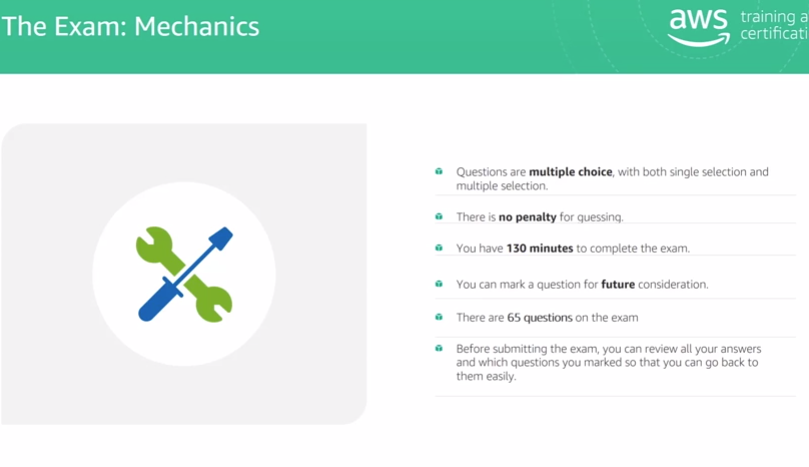 The Exam: Mechanics
aws
training a
certificati
Questions are multiple choice, with both single selection and
multiple selection.
There is no penalty for guessing.
You have 130 minutes to complete the exam.
You can mark a question for future consideration.
There are 65 questions on the exam
Before submitting the exam, you can review all your answers
and which questions you marked so that you can go back to
them easily.